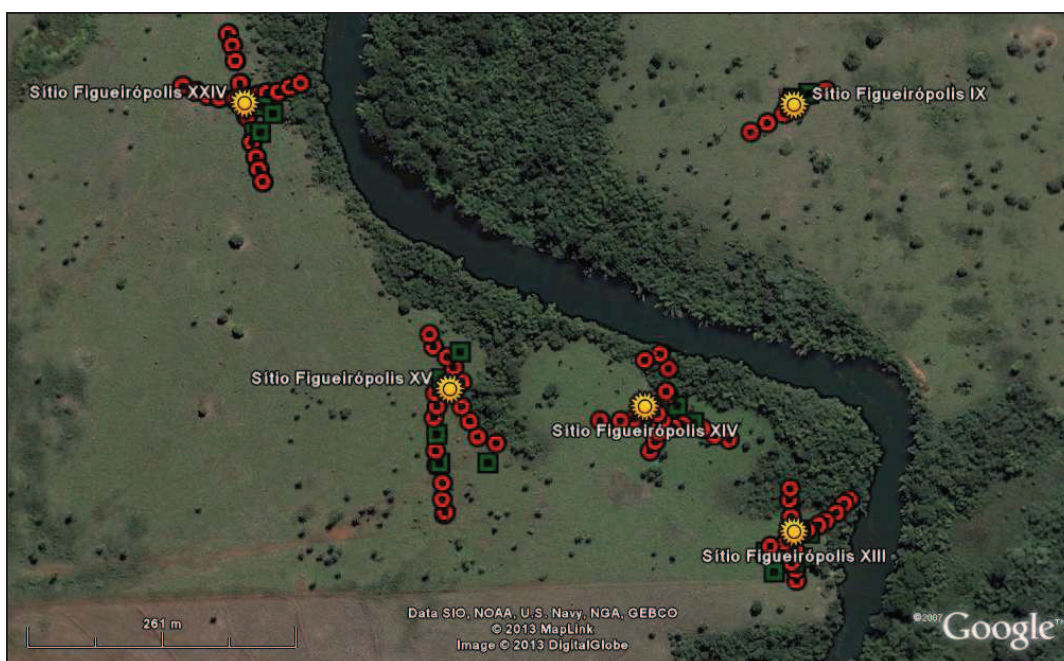 Sítio Figueirópolis XXIV
Sítio Figueirópolis IX
Sítio Figueirópolis XV
Sítio Figueirópolis XIV
Sítio Figueirópolis XIII
261 m
Data SIO, NOAA, U.S. Navy, NGA, GEBCO
© 2013 MapLink
Image © 2013 DigitalGlobe
©2007 Google™